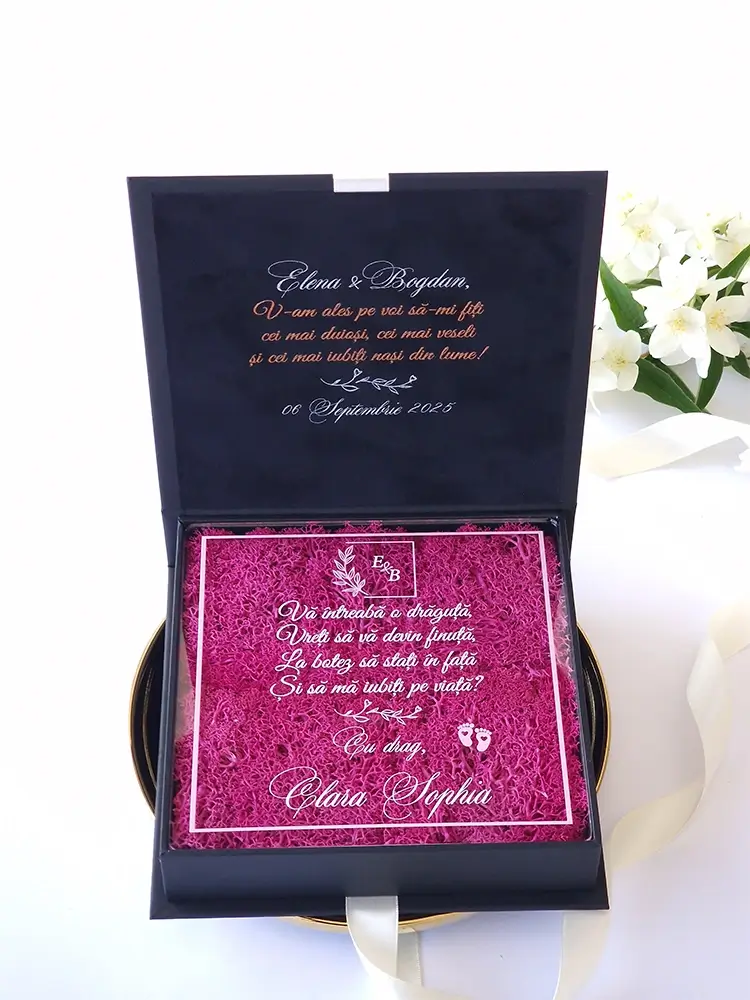 Elena & Bogdan,
V-am ales pe voi să-mi fiți
cei mai duioși, cei mai veseli
și cei mai iubiți nași din lume!
06 Septembrie 2025
E&B
Vă întreabă o drăguță,
Vreți să vă devin finuță,
La botez să stați în față
Și să mă iubiți pe viață?
Cu drag,
Clara Sophia